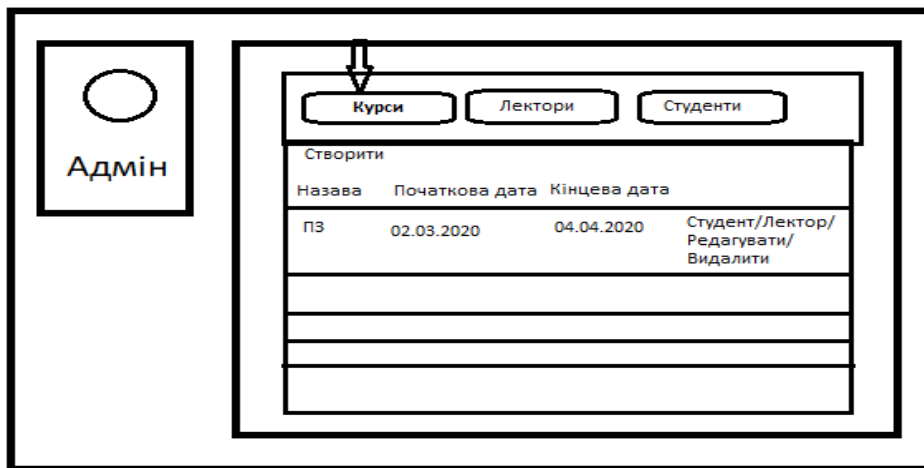 Адмін
Курси Лектори Студенти
Створити
Назава Початкова дата Кінцева дата
ПЗ 02.03.2020 04.04.2020 Студент/Лектор/
Редагувати/
Видалити